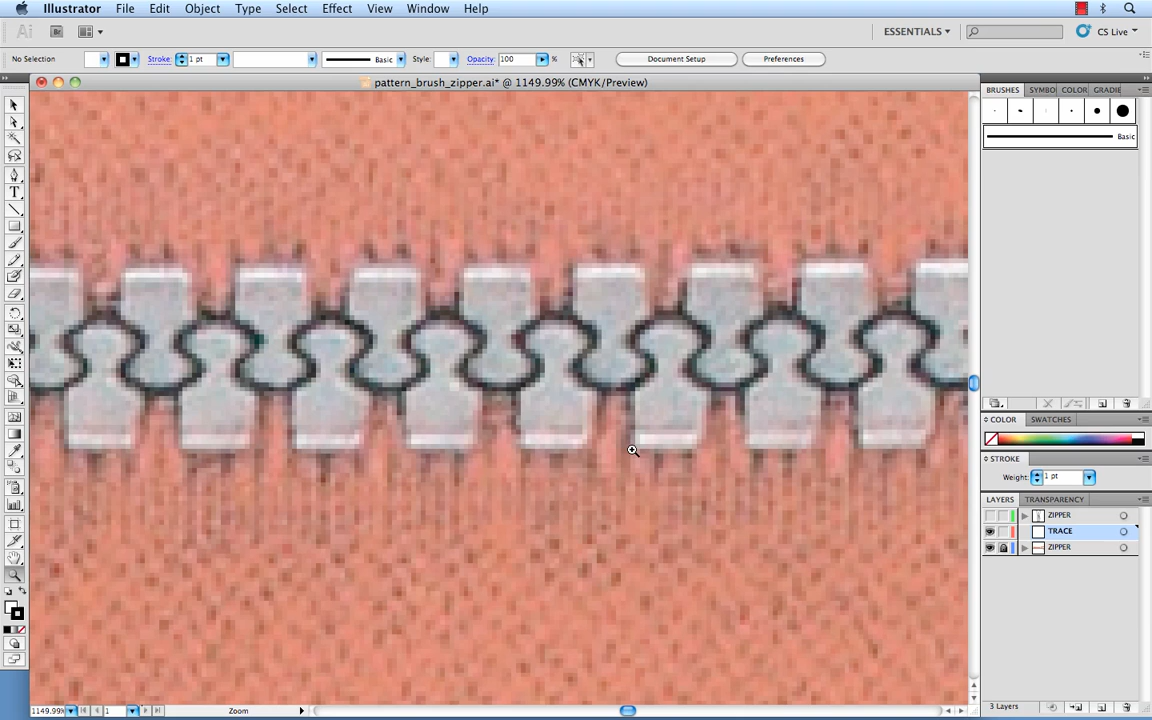 Illustrator File Edit Object Type Select Effect View Window Help
Ai Br ESSENTIALS CS Live
No Selection Stroke: 1 pt Basic Style: Opacity: 100 % Document Setup Preferences
pattern_brush_zipper.ai* @ 1149.99% (CMYK/Preview)
BRUSHES SYMBO COLOR GRADIE
Basic
COLOR SWATCHES
STROKE
Weight: 1 pt
LAYERS TRANSPARENCY
ZIPPER
TRACE
ZIPPER
T
1149.99% 1 Zoom 3 Layers